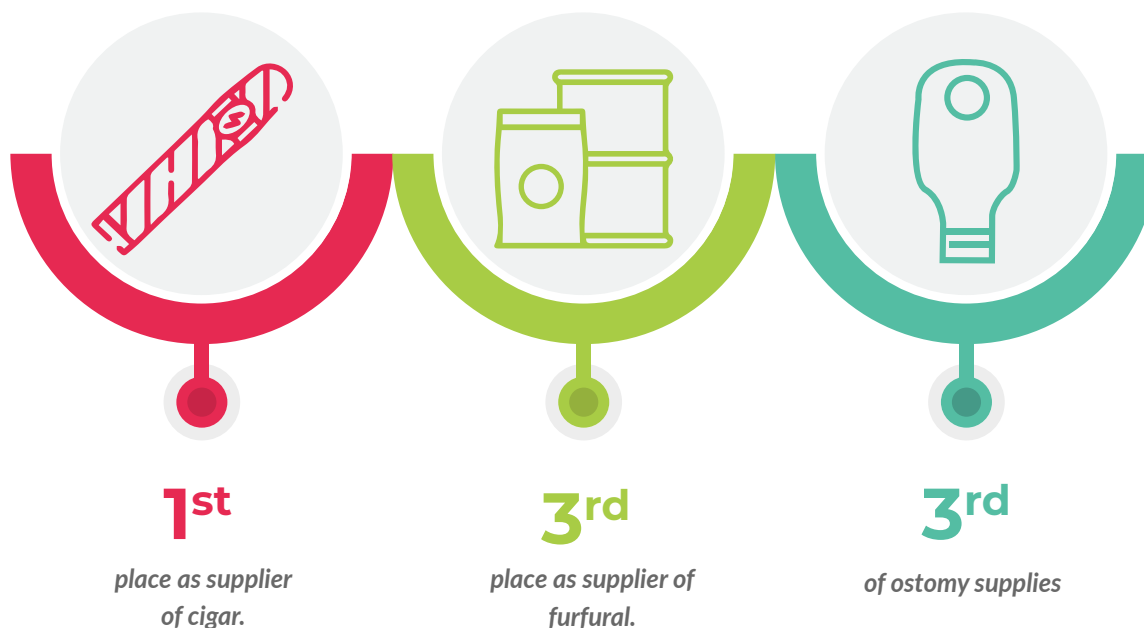 1st
place as supplier
of cigar.
3rd
place as supplier of
furfural.
3rd
of ostomy supplies